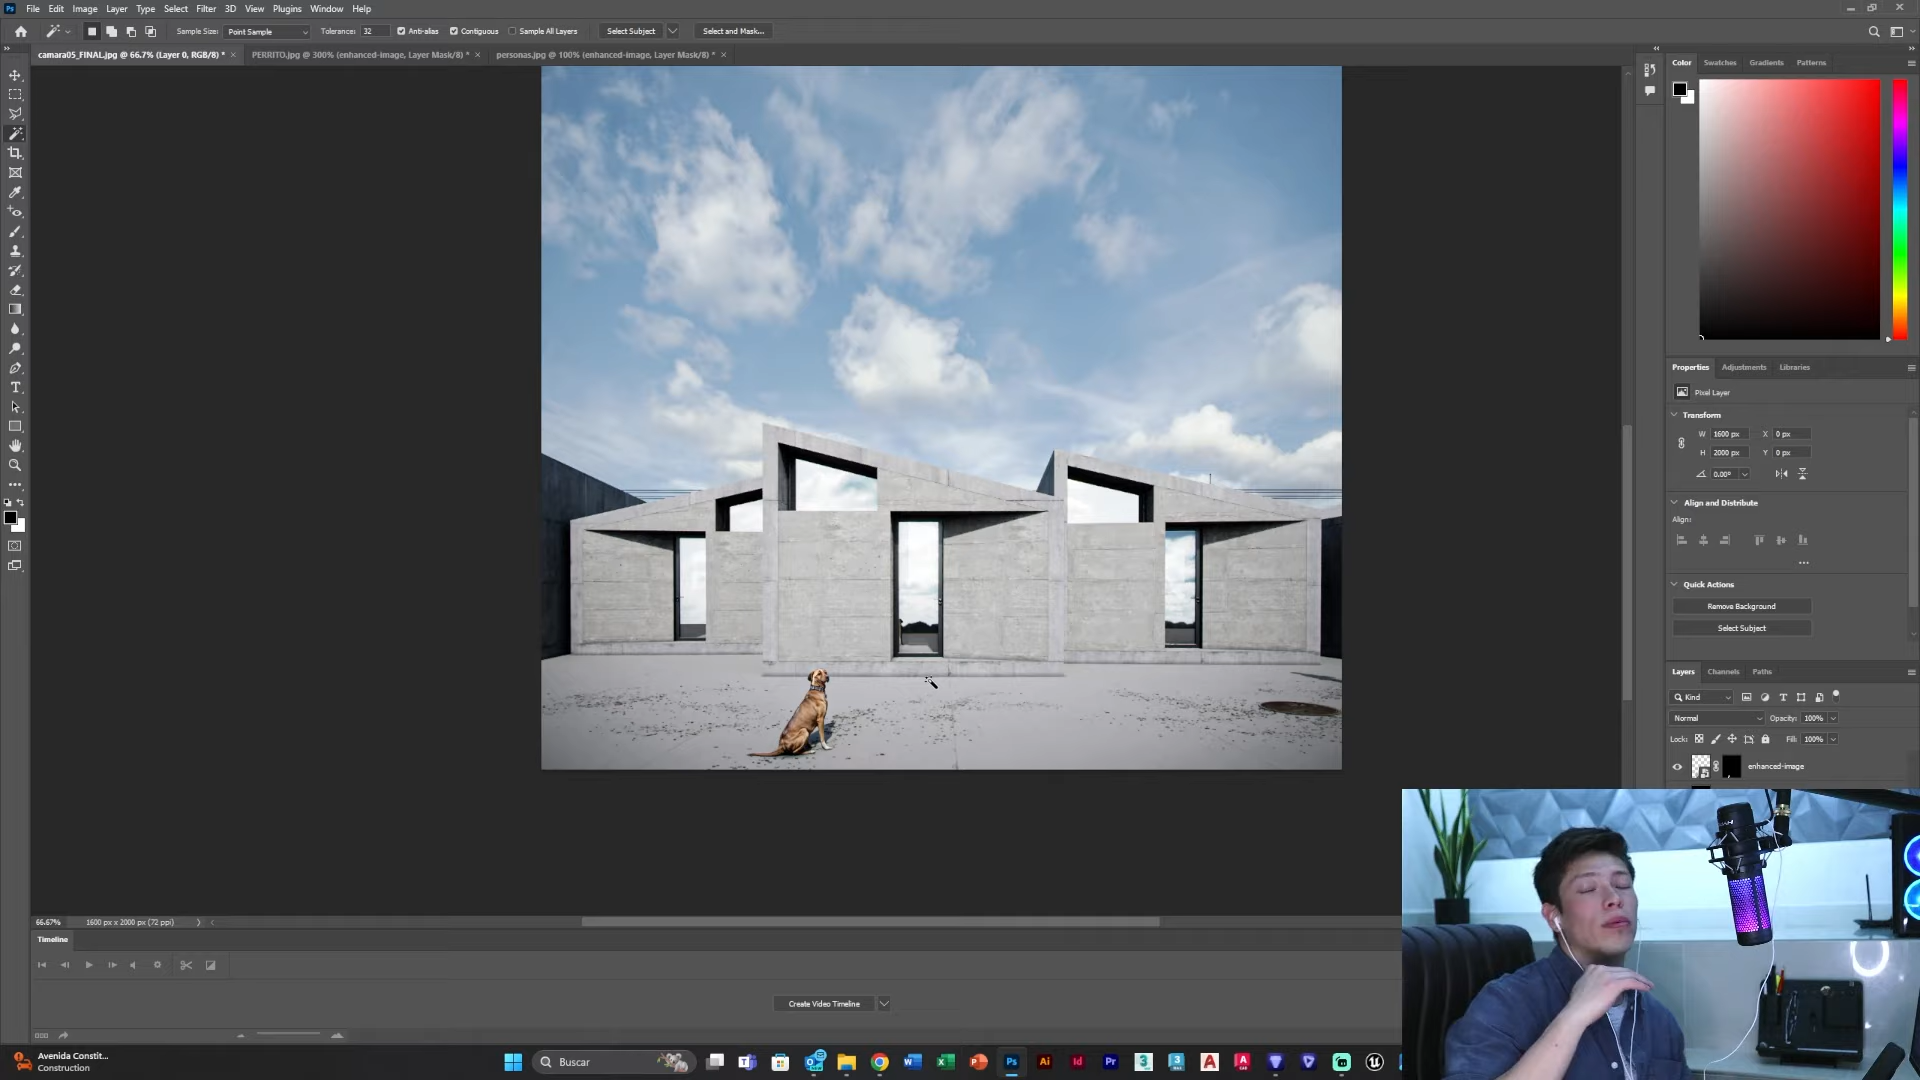 File Edit Image Layer Type Select Filter 3D View Plugins Window Help
Sample Size: Point Sample Tolerance: 32 Anti-alias Contiguous Sample All Layers Select Subject Select and Mask...
camara05_FINAL.jpg @ 66.7% (Layer 0, RGB/8) * × PERRITO.jpg @ 300% (enhanced-image, Layer Mask/8) * × personas.jpg @ 100% (enhanced-image, Layer Mask/8) * ×
Color Swatches Gradients Patterns
Properties Adjustments Libraries
Pixel Layer
Transform
W 1600 px X 0 px
H 2000 px Y 0 px
0.00°
Align and Distribute
Align:
...
Quick Actions
Remove Background
Select Subject
Layers Channels Paths
Kind
Normal Opacity: 100%
Lock: Fill: 100%
enhanced-image
66.67% 1600 px x 2000 px (72 ppi)
Timeline
Create Video Timeline
Avenida Constit...
Construction
Buscar